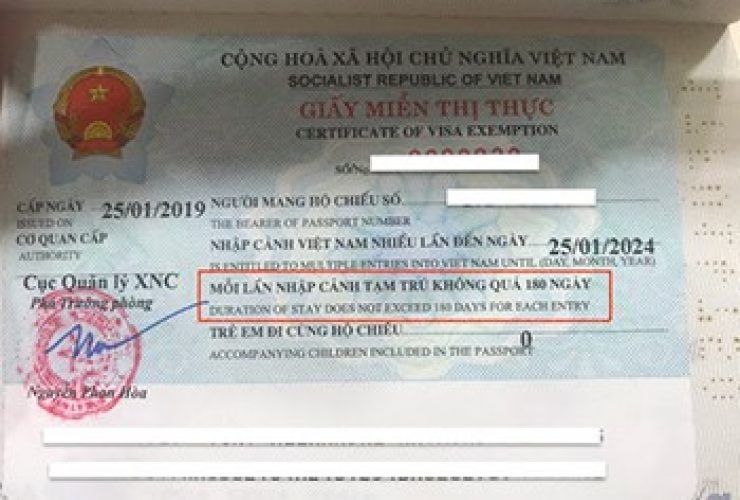 CỘNG HOÀ XÃ HỘI CHỦ NGHĨA VIỆT NAM
SOCIALIST REPUBLIC OF VIET NAM
GIẤY MIỄN THỊ THỰC
CERTIFICATE OF VISA EXEMPTION
SỐ/No
CẤP NGÀY 25/01/2019
ISSUED ON
CƠ QUAN CẤP
AUTHORITY
Cục Quản lý XNC
Phó Trưởng phòng
Nguyễn Phan Hòa
NGƯỜI MANG HỘ CHIẾU SỐ
THE BEARER OF PASSPORT NUMBER
NHẬP CẢNH VIỆT NAM NHIỀU LẦN ĐẾN NGÀY 25/01/2024
IS ENTITLED TO MULTIPLE ENTRIES INTO VIET NAM UNTIL (DAY, MONTH, YEAR)
MỖI LẦN NHẬP CẢNH TẠM TRÚ KHÔNG QUÁ 180 NGÀY
DURATION OF STAY DOES NOT EXCEED 180 DAYS FOR EACH ENTRY
TRẺ EM ĐI CÙNG HỘ CHIẾU 0
ACCOMPANYING CHILDREN INCLUDED IN THE PASSPORT